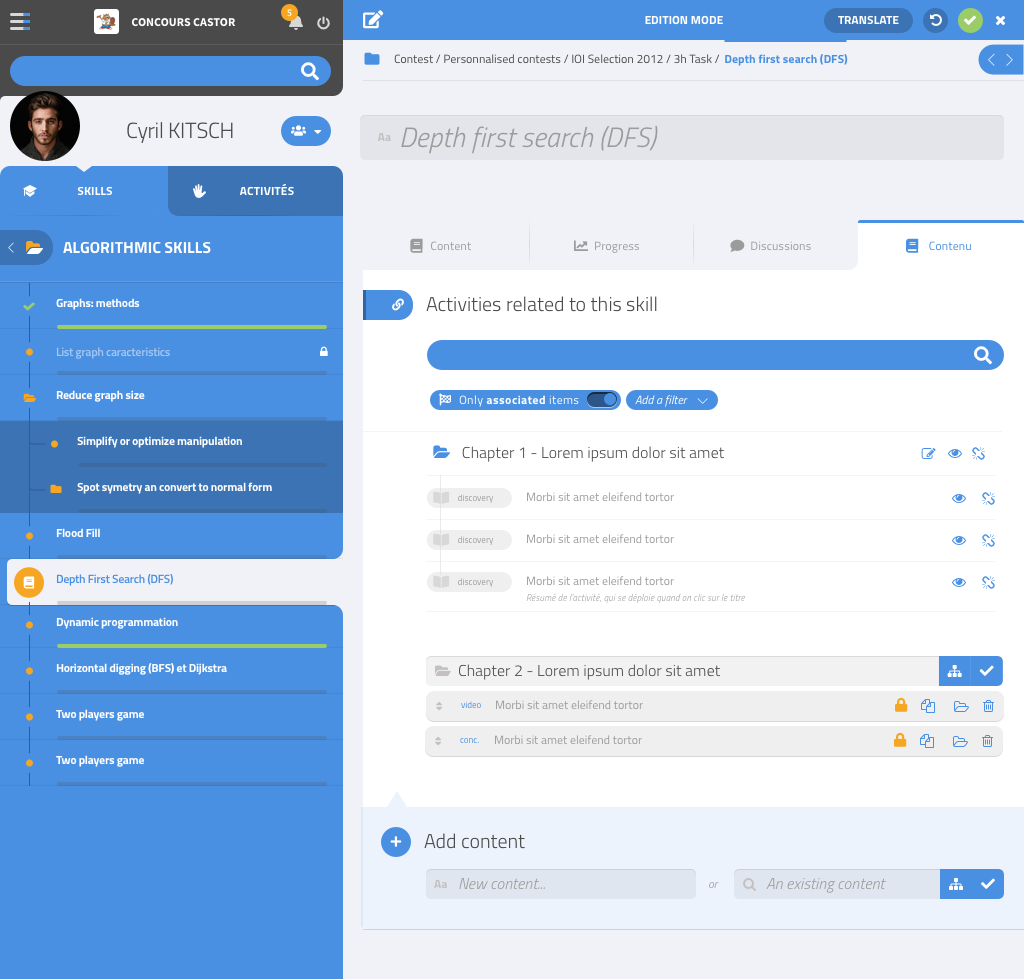 CONCOURS CASTOR
5
EDITION MODE
TRANSLATE
Contest / Personnalised contests / IOI Selection 2012 / 3h Task / Depth first search (DFS)
Cyril KITSCH
Aa Depth first search (DFS)
SKILLS
ACTIVITÉS
ALGORITHMIC SKILLS
Graphs: methods
List graph caracteristics
Reduce graph size
Simplify or optimize manipulation
Spot symetry an convert to normal form
Flood Fill
Depth First Search (DFS)
Dynamic programmation
Horizontal digging (BFS) et Dijkstra
Two players game
Two players game
Content
Progress
Discussions
Contenu
Activities related to this skill
Only associated items
Add a filter
Chapter 1 - Lorem ipsum dolor sit amet
discovery Morbi sit amet eleifend tortor
discovery Morbi sit amet eleifend tortor
discovery Morbi sit amet eleifend tortor
Résumé de l'activité, qui se déploie quand on clic sur le titre
Chapter 2 - Lorem ipsum dolor sit amet
video Morbi sit amet eleifend tortor
conc. Morbi sit amet eleifend tortor
Add content
Aa New content...
or
An existing content